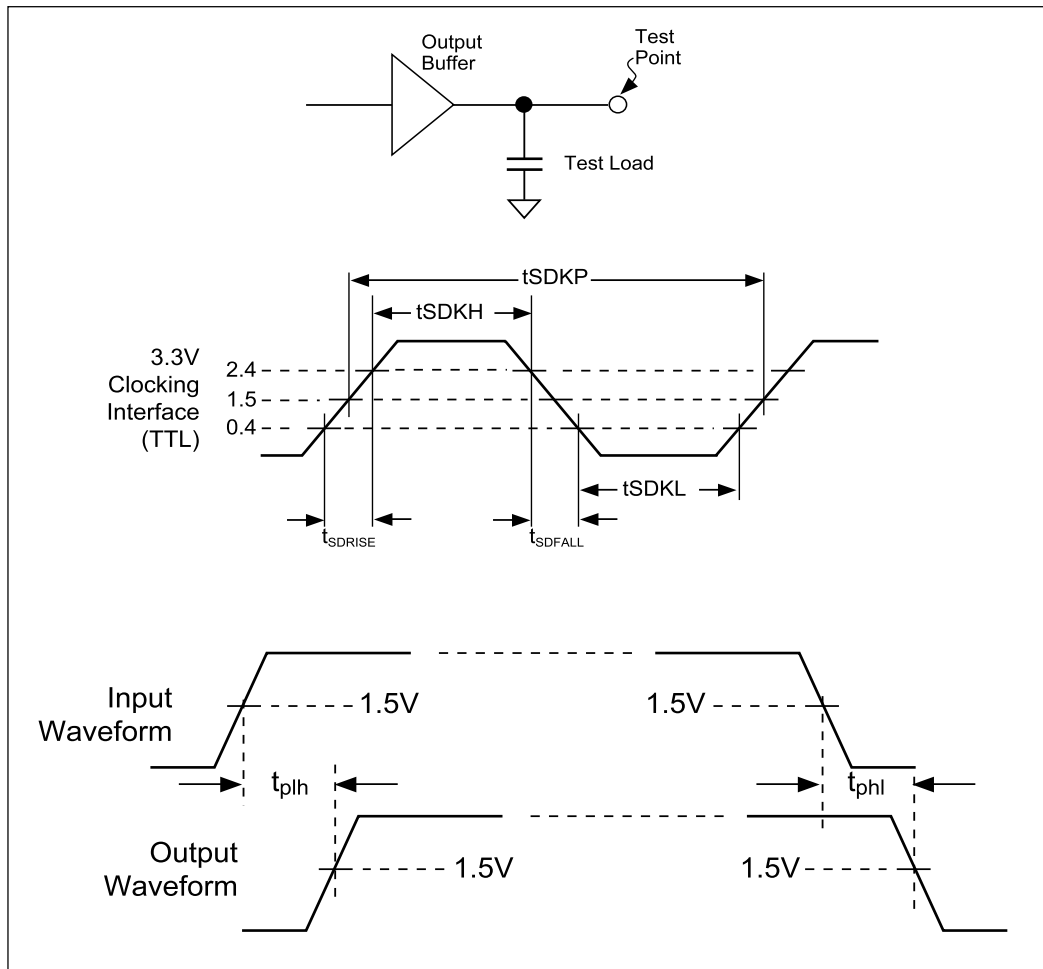 Output
Buffer
Test
Point
Test Load
tSDKP
tSDKH
3.3V
Clocking
Interface
(TTL)
2.4
1.5
0.4
tSDKL
tSDRISE
tSDFALL
Input
Waveform
1.5V
1.5V
tplh
tphl
Output
Waveform
1.5V
1.5V